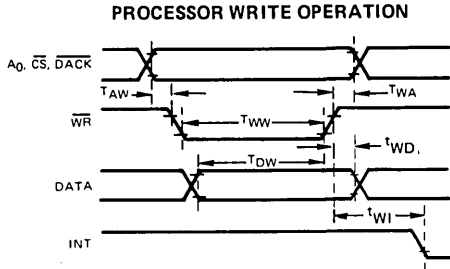 PROCESSOR WRITE OPERATION
A0, CS, DACK
TAW
TWA
WR
TWW
tWD
TDW
DATA
tWI
INT